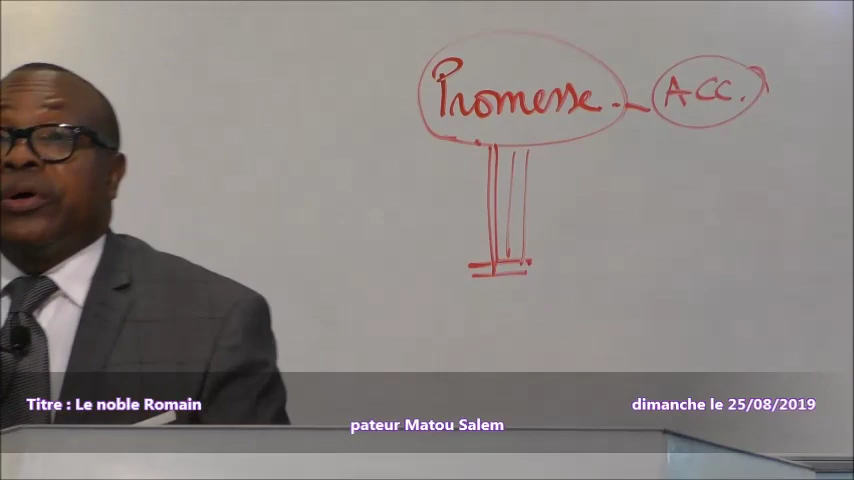 Promesse. ACC.
Titre : Le noble Romain
dimanche le 25/08/2019
pateur Matou Salem